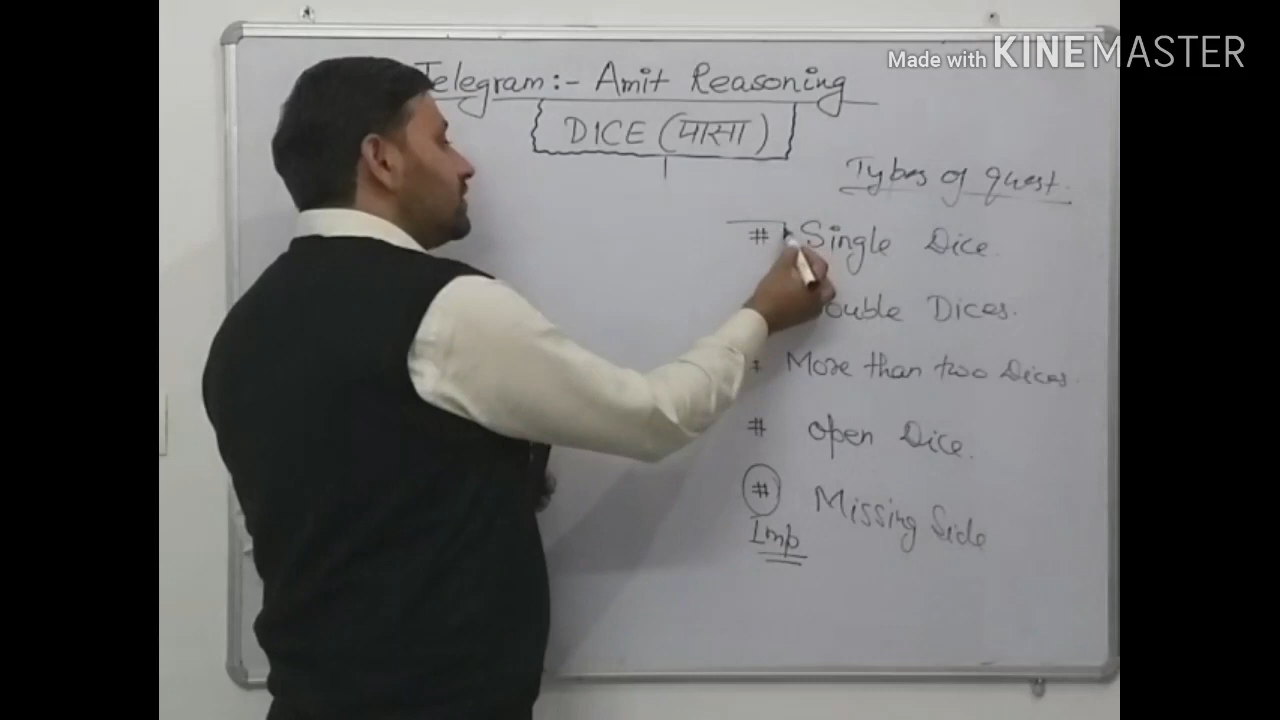 Made with KINEMASTER
Telegram:- Amit Reasoning
DICE (पासा)
Types of quest.
# Single Dice.
ouble Dices.
More than two Dices.
# open Dice.
# Missing Side
Imp